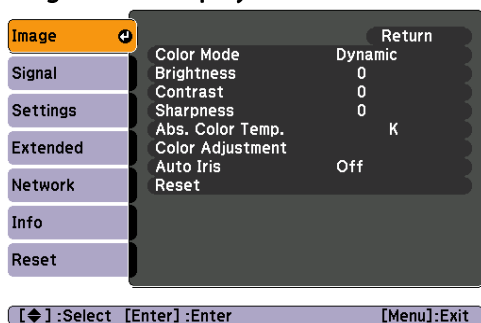 Image
Signal
Settings
Extended
Network
Info
Reset
Return
Color Mode Dynamic
Brightness 0
Contrast 0
Sharpness 0
Abs. Color Temp. K
Color Adjustment
Auto Iris Off
Reset
[ ] :Select [Enter] :Enter [Menu]:Exit